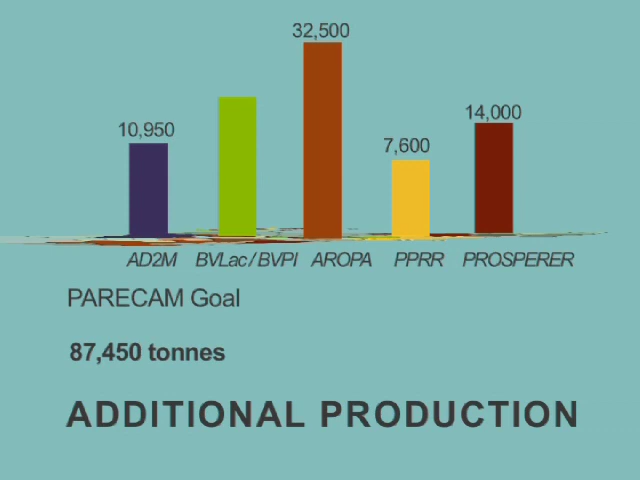 32,500
10,950
7,600
14,000
AD2M BVLac / BVPI AROPA PPRR PROSPERER
PARECAM Goal
87,450 tonnes
ADDITIONAL PRODUCTION